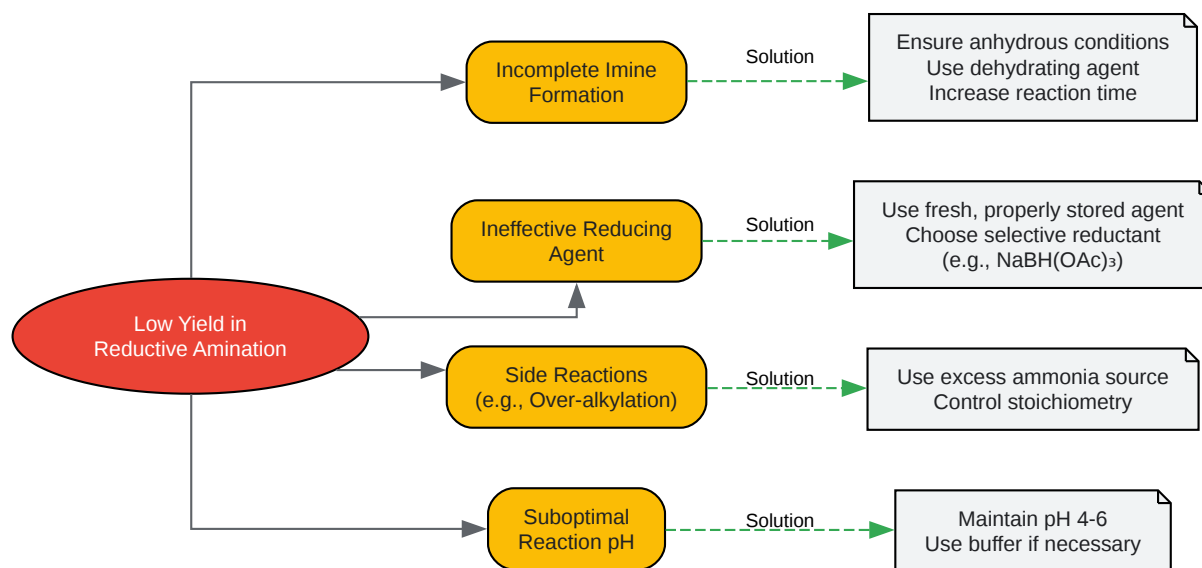 Low Yield in
Reductive Amination
Incomplete Imine
Formation
Solution
Ensure anhydrous conditions
Use dehydrating agent
Increase reaction time
Ineffective Reducing
Agent
Solution
Use fresh, properly stored agent
Choose selective reductant
(e.g., NaBH(OAc)₃)
Side Reactions
(e.g., Over-alkylation)
Solution
Use excess ammonia source
Control stoichiometry
Suboptimal
Reaction pH
Solution
Maintain pH 4-6
Use buffer if necessary